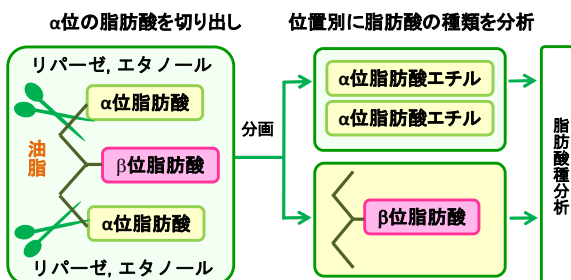 α位の脂肪酸を切り出し
位置別に脂肪酸の種類を分析
リパーゼ, エタノール
α位脂肪酸
油脂
β位脂肪酸
α位脂肪酸
リパーゼ, エタノール
分画
α位脂肪酸エチル
α位脂肪酸エチル
β位脂肪酸
脂肪酸種分析